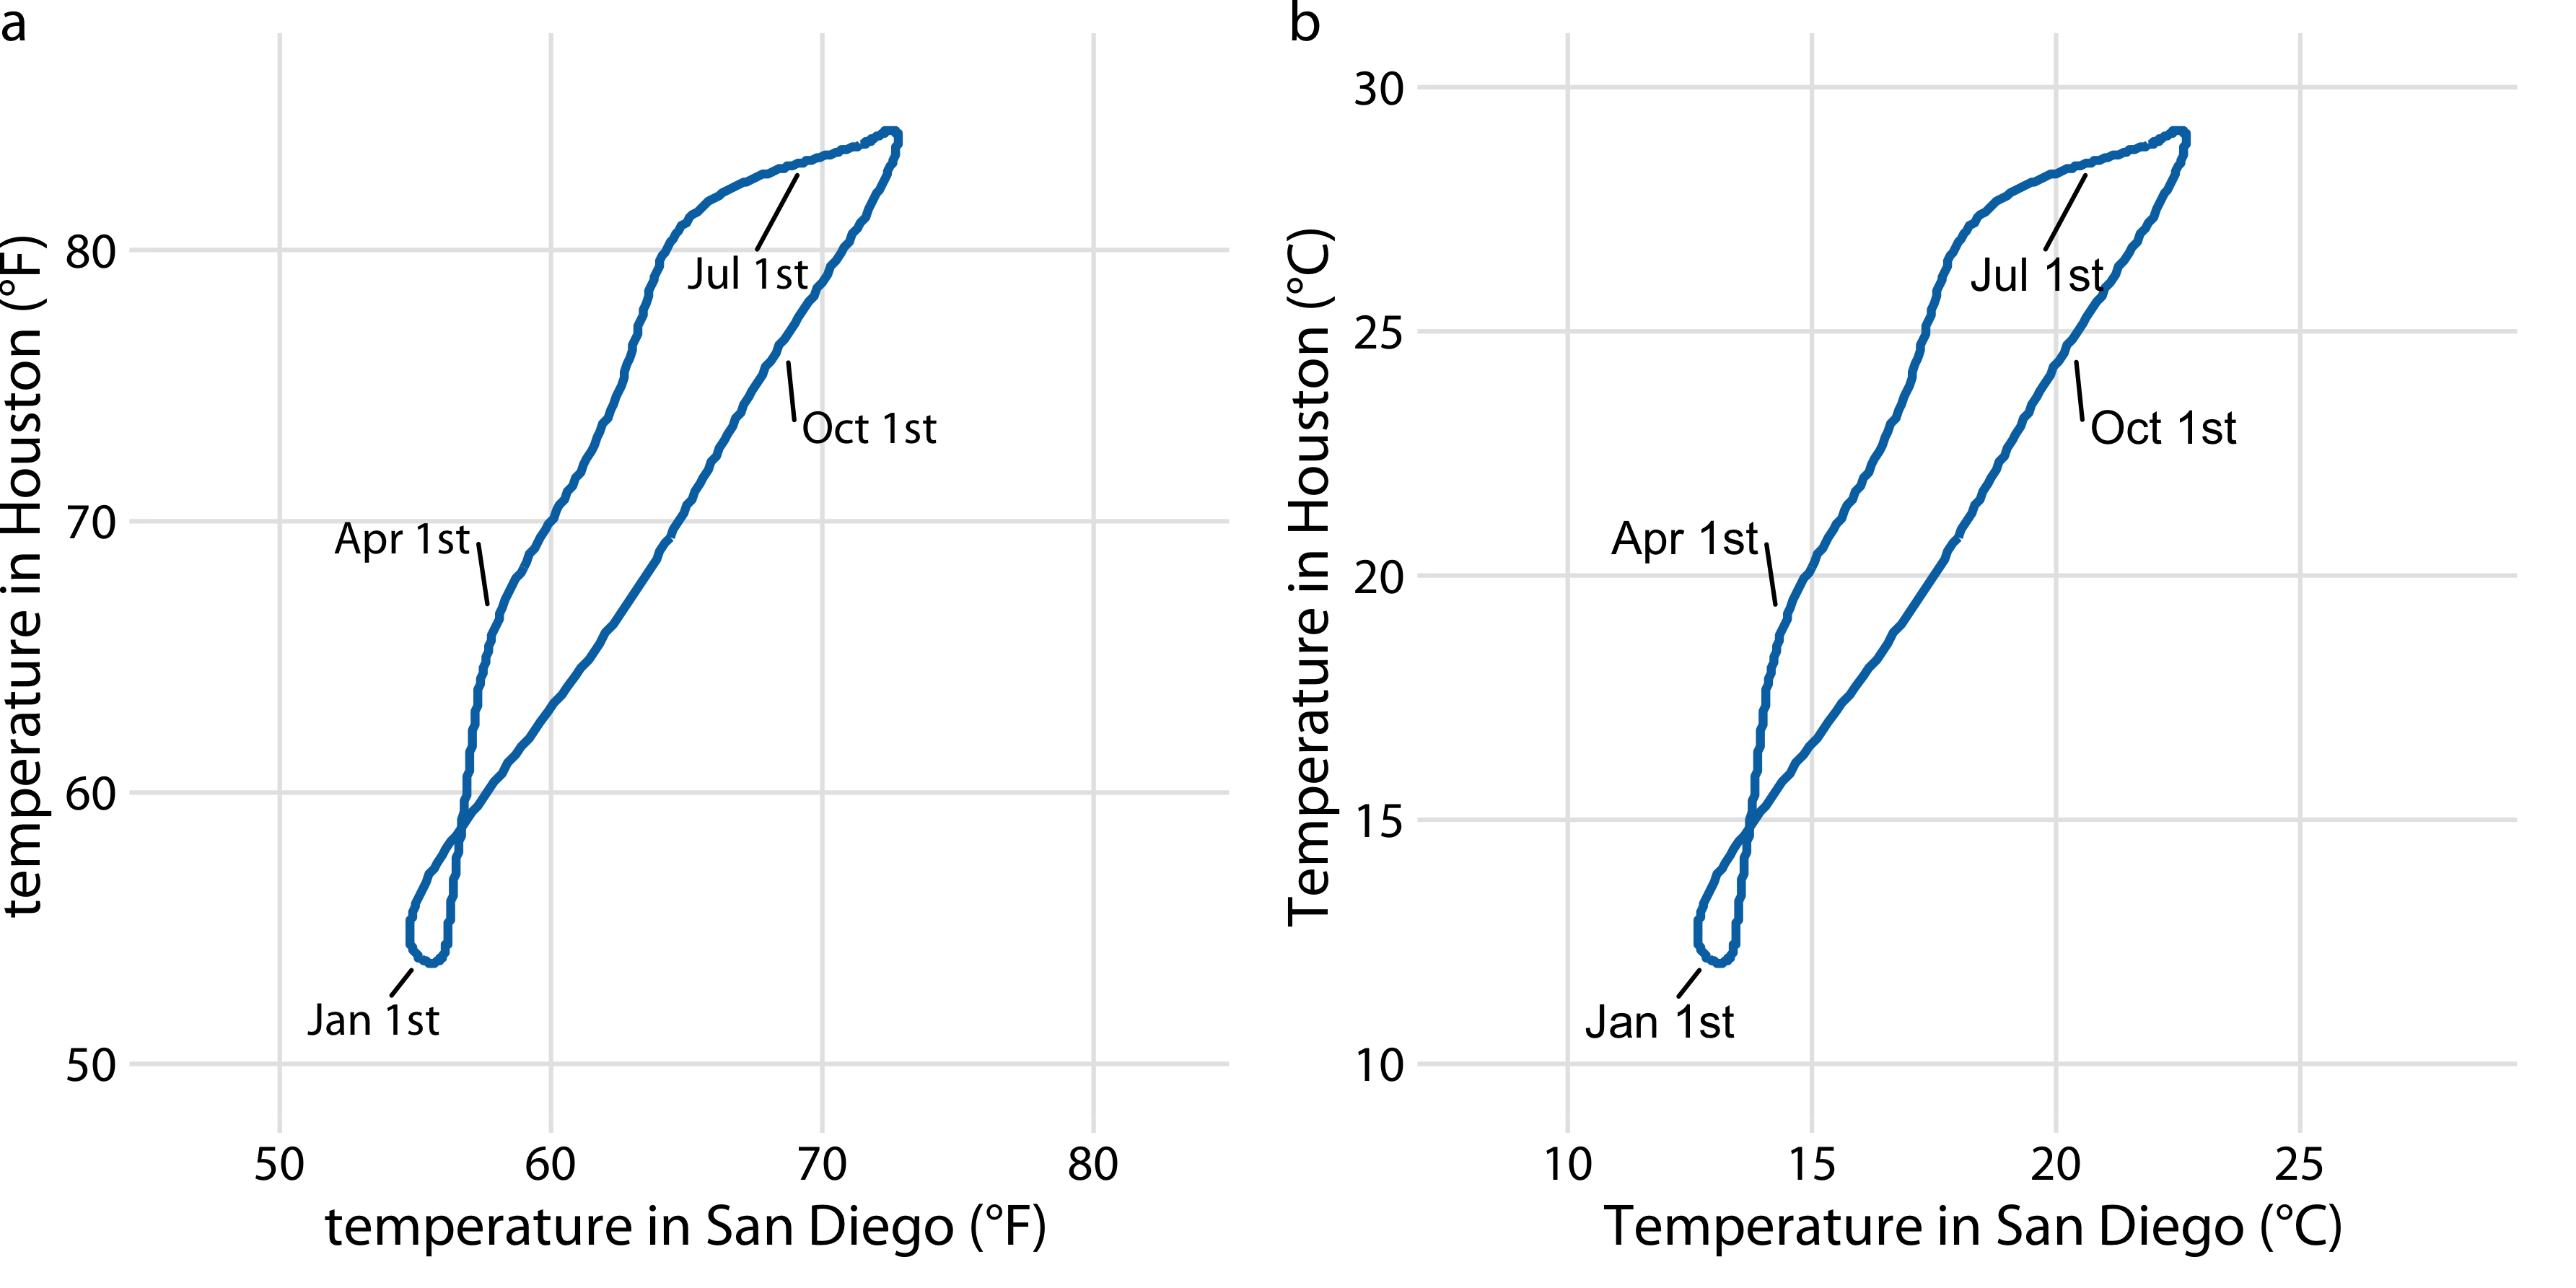 a
temperature in Houston (°F)
80
70
60
50
Jul 1st
Oct 1st
Apr 1st
Jan 1st
50 60 70 80
temperature in San Diego (°F)
b
Temperature in Houston (°C)
30
25
20
15
10
Jul 1st
Oct 1st
Apr 1st
Jan 1st
10 15 20 25
Temperature in San Diego (°C)